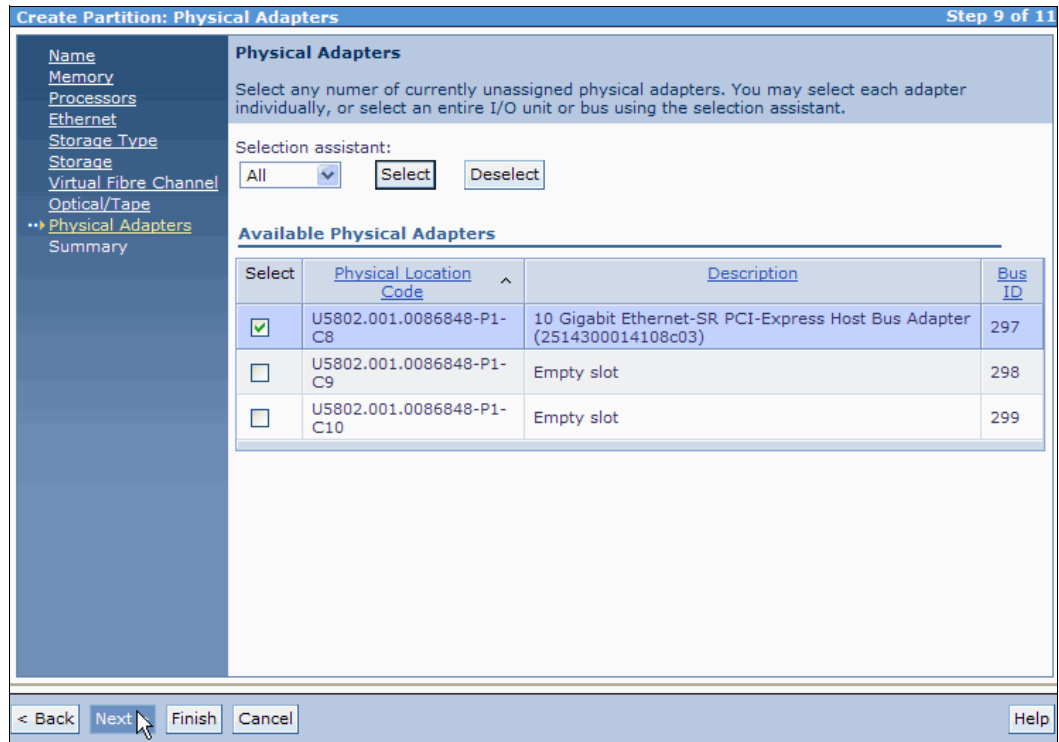 Create Partition: Physical Adapters
Step 9 of 11
Name
Memory
Processors
Ethernet
Storage Type
Storage
Virtual Fibre Channel
Optical/Tape
Physical Adapters
Summary
Physical Adapters
Select any numer of currently unassigned physical adapters. You may select each adapter
individually, or select an entire I/O unit or bus using the selection assistant.
Selection assistant:
All Select Deselect
Available Physical Adapters
Select Physical Location Code Description Bus ID
U5802.001.0086848-P1-
C8
10 Gigabit Ethernet-SR PCI-Express Host Bus Adapter
(2514300014108c03)
297
U5802.001.0086848-P1-
C9
Empty slot
298
U5802.001.0086848-P1-
C10
Empty slot
299
< Back Next Finish Cancel Help